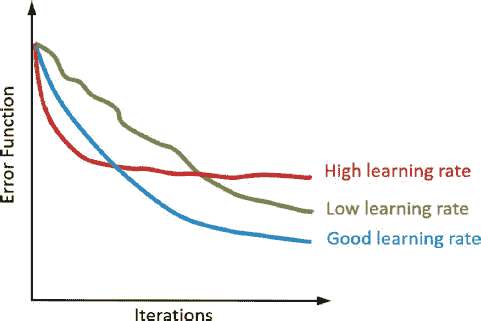 Error Function
High learning rate
Low learning rate
Good learning rate
Iterations